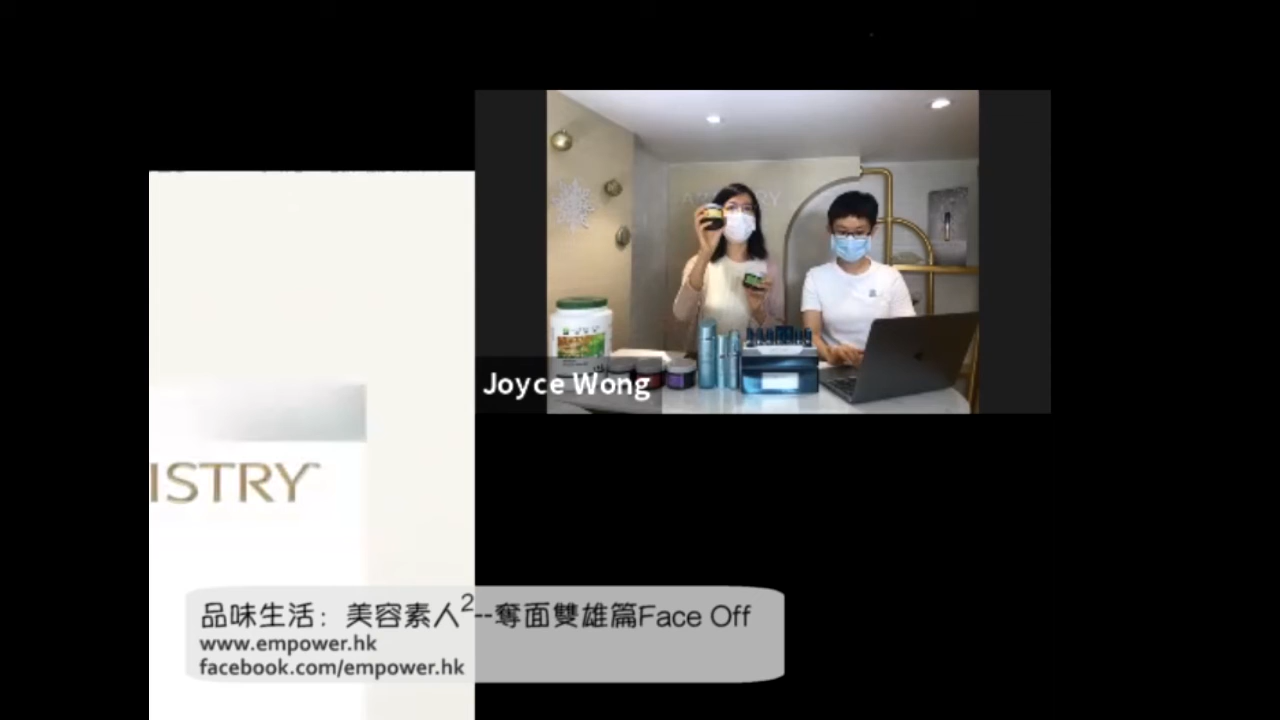 Joyce Wong
ISTRY™
品味生活：美容素人2--奪面雙雄篇Face Off
www.empower.hk
facebook.com/empower.hk